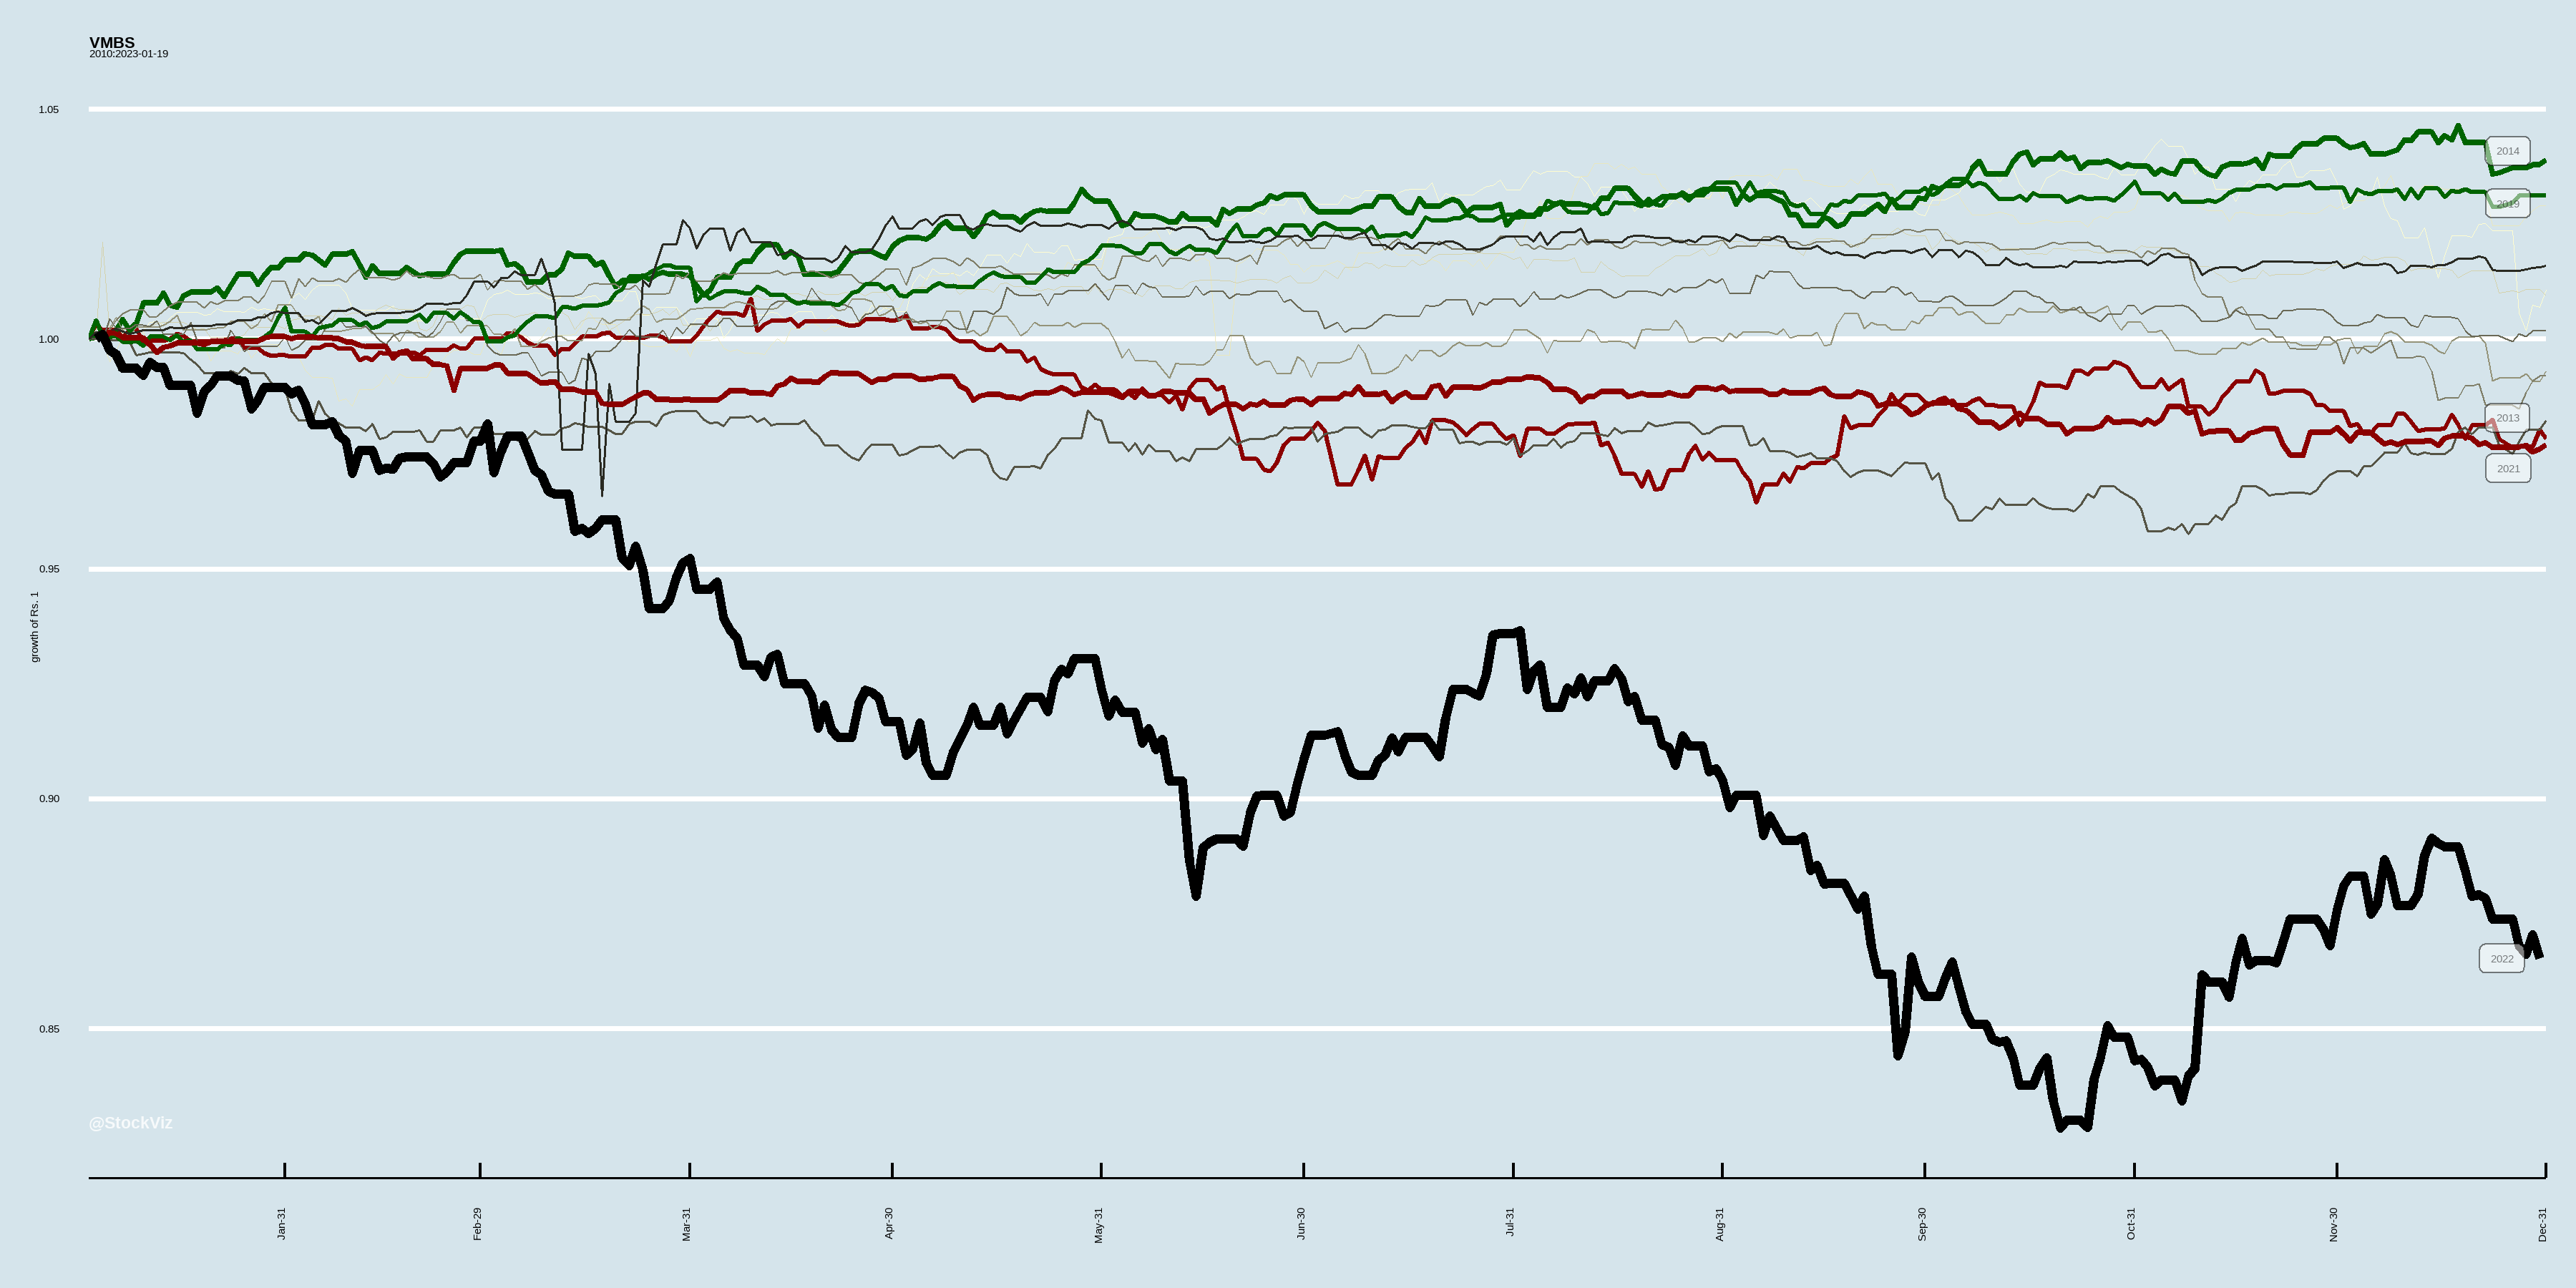 VMBS
2010:2023-01-19
1.05
1.00
0.95
0.90
0.85
growth of Rs. 1
2014
2019
2013
2021
2022
@StockViz
Jan-31
Feb-29
Mar-31
Apr-30
May-31
Jun-30
Jul-31
Aug-31
Sep-30
Oct-31
Nov-30
Dec-31